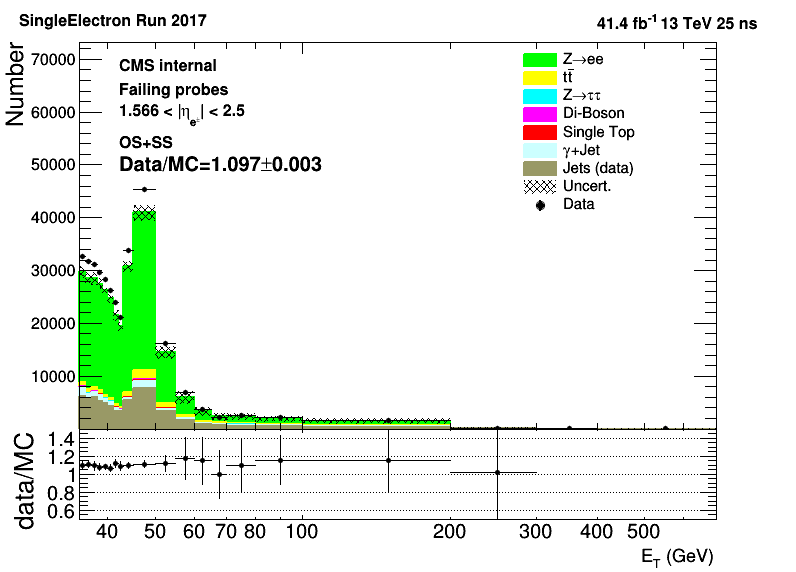 SingleElectron Run 2017
41.4 fb⁻¹ 13 TeV 25 ns
Number
70000
60000
50000
40000
30000
20000
10000
CMS internal
Failing probes
1.566 < |η_e±| < 2.5
OS+SS
Data/MC=1.097±0.003
Z→ee
tt̄
Z→ττ
Di-Boson
Single Top
γ+Jet
Jets (data)
Uncert.
Data
data/MC
1.4
1.2
1
0.8
0.6
40 50 60 70 80 100 200 300 400 500
E_T (GeV)